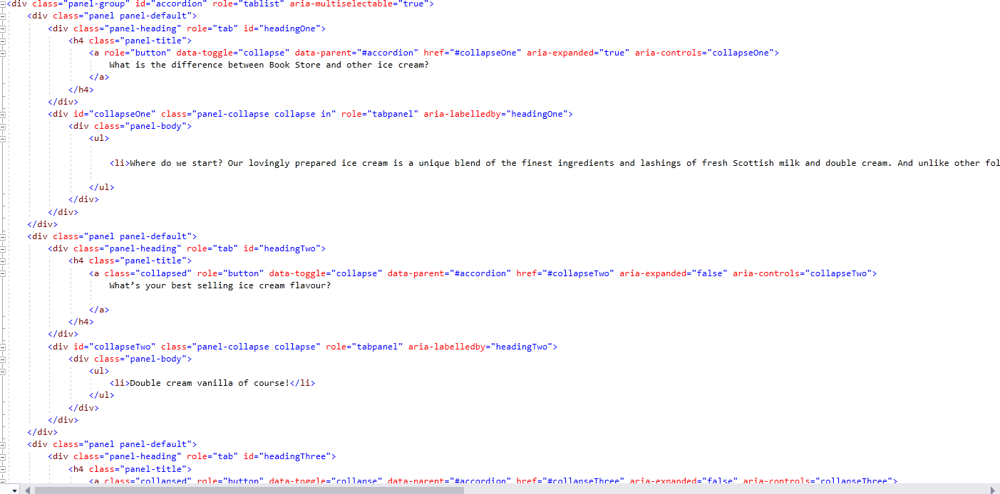 <div class="panel-group" id="accordion" role="tablist" aria-multiselectable="true">
<div class="panel panel-default">
<div class="panel-heading" role="tab" id="headingOne">
<h4 class="panel-title">
<a role="button" data-toggle="collapse" data-parent="#accordion" href="#collapseOne" aria-expanded="true" aria-controls="collapseOne">
What is the difference between Book Store and other ice cream?
</a>
</h4>
</div>
<div id="collapseOne" class="panel-collapse collapse in" role="tabpanel" aria-labelledby="headingOne">
<div class="panel-body">
<ul>
<li>Where do we start? Our lovingly prepared ice cream is a unique blend of the finest ingredients and lashings of fresh Scottish milk and double cream. And unlike other fol
</ul>
</div>
</div>
</div>
<div class="panel panel-default">
<div class="panel-heading" role="tab" id="headingTwo">
<h4 class="panel-title">
<a class="collapsed" role="button" data-toggle="collapse" data-parent="#accordion" href="#collapseTwo" aria-expanded="false" aria-controls="collapseTwo">
What’s your best selling ice cream flavour?
</a>
</h4>
</div>
<div id="collapseTwo" class="panel-collapse collapse" role="tabpanel" aria-labelledby="headingTwo">
<div class="panel-body">
<ul>
<li>Double cream vanilla of course!</li>
</ul>
</div>
</div>
</div>
<div class="panel panel-default">
<div class="panel-heading" role="tab" id="headingThree">
<h4 class="panel-title">
<a class="collapsed" role="button" data-toggle="collapse" data-parent="#accordion" href="#collapseThree" aria-expanded="false" aria-controls="collapseThree">